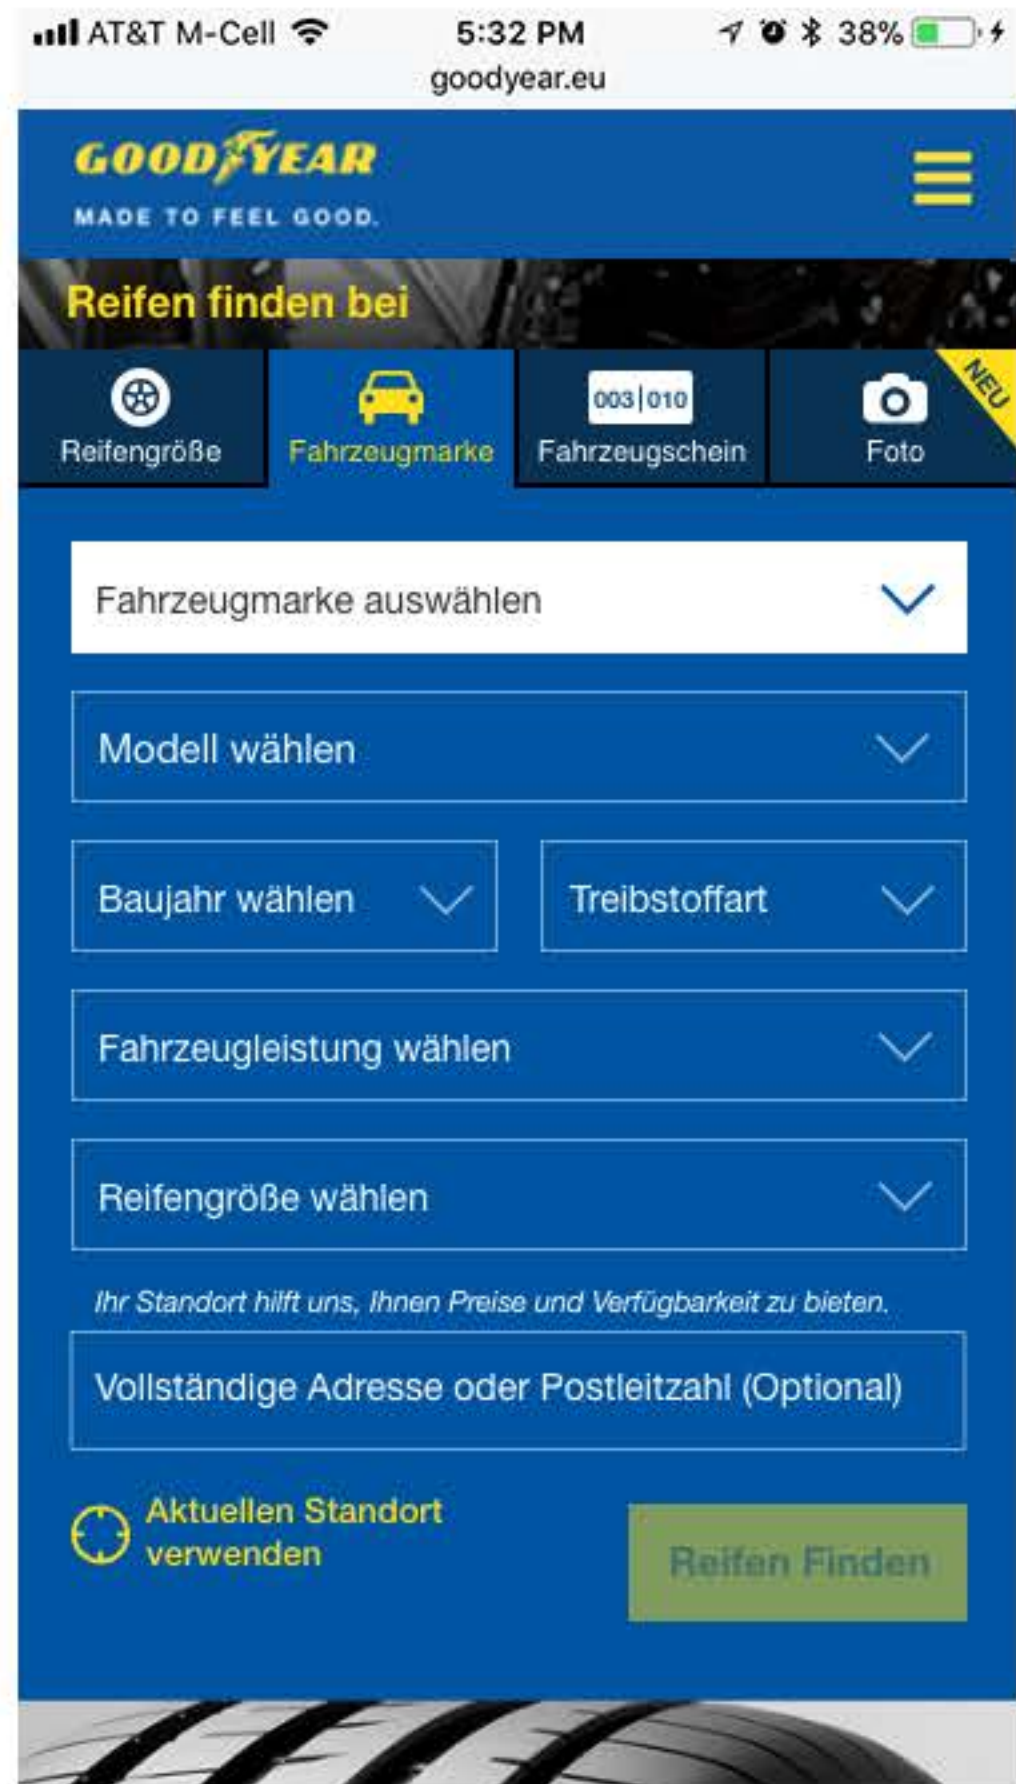 AT&T M-Cell 5:32 PM 38%
goodyear.eu
GOODYEAR
MADE TO FEEL GOOD.
Reifen finden bei
003|010
NEU
Reifengröße Fahrzeugmarke Fahrzeugschein Foto
Fahrzeugmarke auswählen
Modell wählen
Baujahr wählen Treibstoffart
Fahrzeugleistung wählen
Reifengröße wählen
Ihr Standort hilft uns, Ihnen Preise und Verfügbarkeit zu bieten.
Vollständige Adresse oder Postleitzahl (Optional)
Aktuellen Standort
verwenden
Reifen Finden